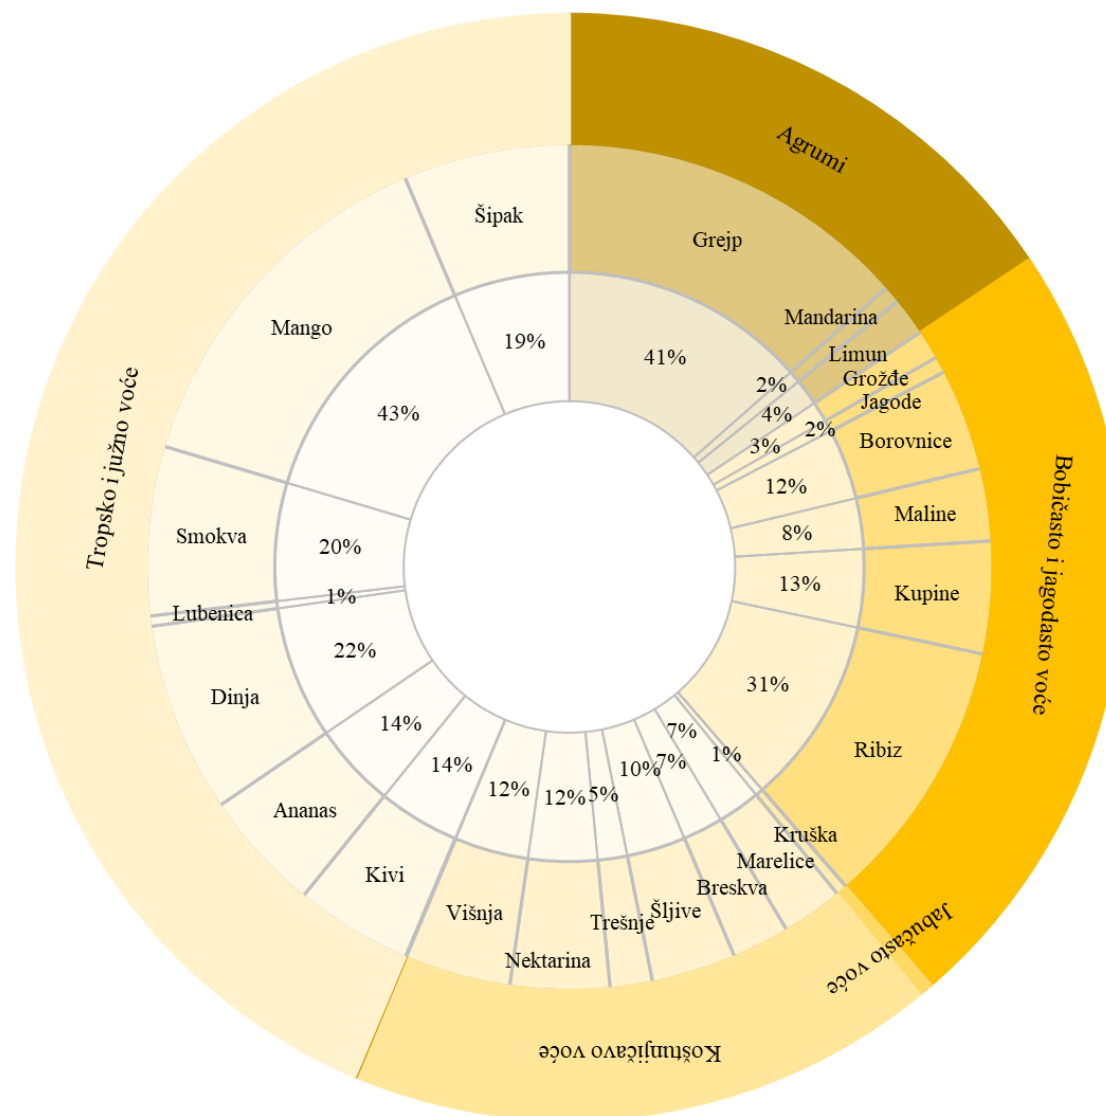 Agrumi
Grejp
41%
Mandarina
2%
Limun
4%
Bobičasto i jagodasto voće
Grožđe
3%
Jagode
2%
Borovnice
12%
Maline
8%
Kupine
13%
Ribiz
31%
Jabučasto voće
Kruška
1%
Koštunjičavo voće
Marelice
7%
Breskva
7%
Šljive
10%
Trešnje
5%
Nektarina
12%
Višnja
12%
Tropsko i južno voće
Kivi
14%
Ananas
14%
Dinja
22%
Lubenica
1%
Smokva
20%
Mango
43%
Šipak
19%